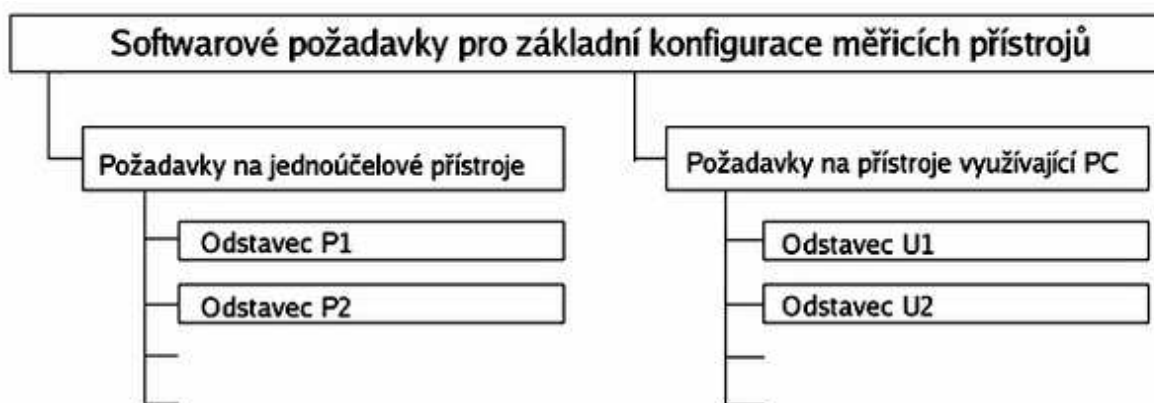 Softwarové požadavky pro základní konfigurace měřicích přístrojů
Požadavky na jednoúčelové přístroje
Odstavec P1
Odstavec P2
Požadavky na přístroje využívající PC
Odstavec U1
Odstavec U2